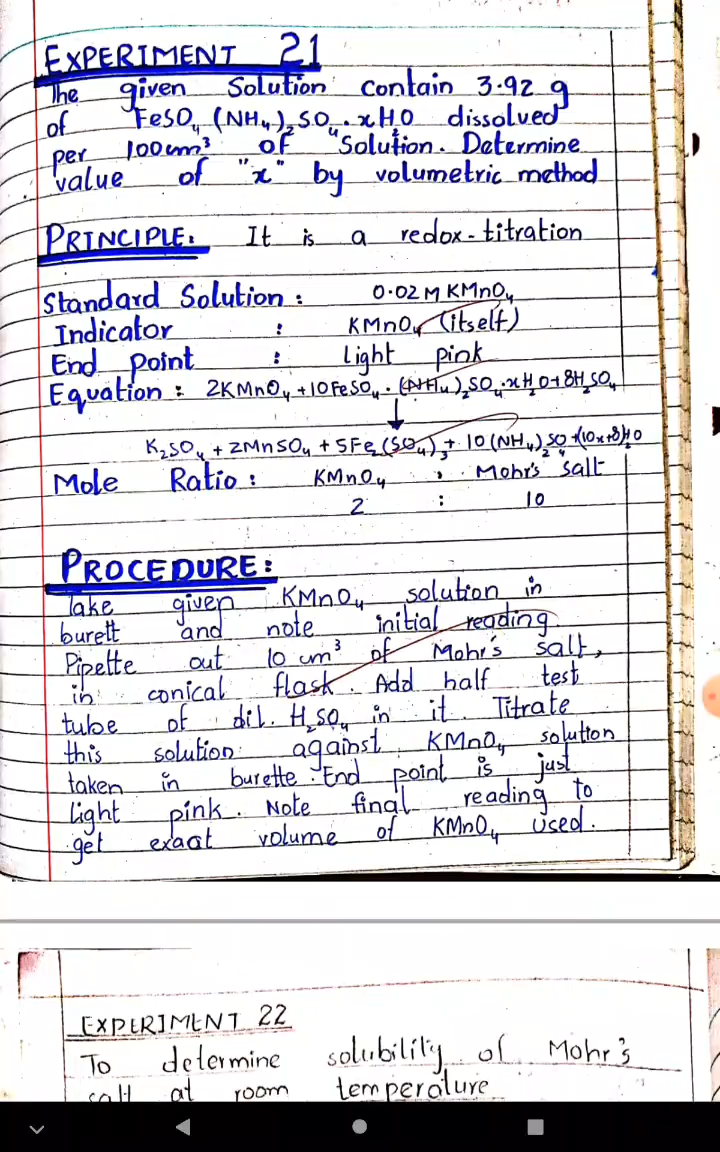 EXPERIMENT 21
The given Solution contain 3.92 g
of FeSO₄(NH₄)₂SO₄.xH₂O dissolved
per 100cm³ of Solution. Determine
value of "x" by volumetric method
PRINCIPLE: It is a redox-titration
Standard Solution : 0.02M KMnO₄
Indicator : KMnO₄ (itself)
End point : Light pink
Equation : 2KMnO₄ + 10FeSO₄.(NH₄)₂SO₄.xH₂O + 8H₂SO₄
↓
K₂SO₄ + 2MnSO₄ + 5Fe₂(SO₄)₃ + 10(NH₄)₂SO₄ + (10x+8)H₂O
Mole Ratio : KMnO₄ : Mohr's salt
2 : 10
PROCEDURE:
Take given KMnO₄ solution in
burett and note initial reading
Pipette out 10 cm³ of Mohr's salt,
in conical flask. Add half test
tube of dil. H₂SO₄ in it. Titrate
this solution against KMnO₄ solution
taken in burette. End point is just
light pink. Note final reading to
get exaat volume of KMnO₄ used.
EXPERIMENT 22
To determine solubility of Mohr's
salt at room temperature